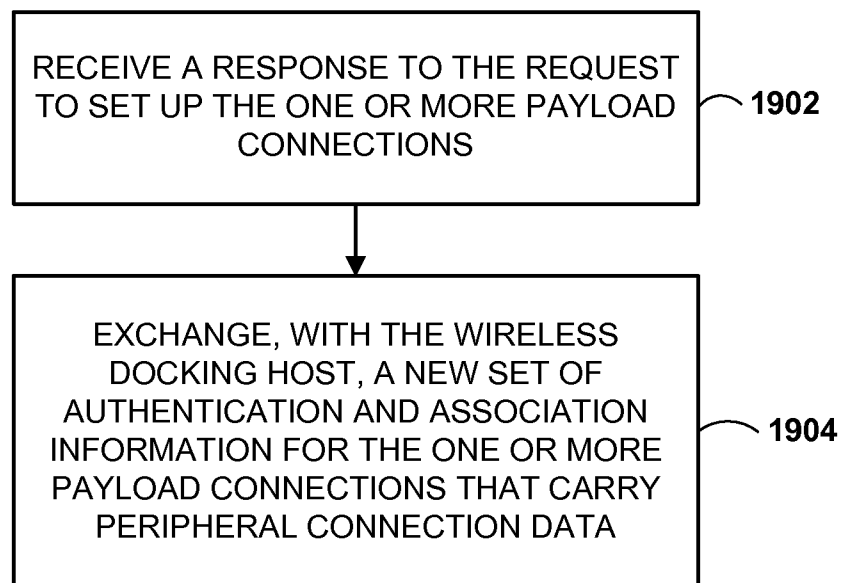 RECEIVE A RESPONSE TO THE REQUEST
TO SET UP THE ONE OR MORE PAYLOAD
CONNECTIONS
1902
EXCHANGE, WITH THE WIRELESS
DOCKING HOST, A NEW SET OF
AUTHENTICATION AND ASSOCIATION
INFORMATION FOR THE ONE OR MORE
PAYLOAD CONNECTIONS THAT CARRY
PERIPHERAL CONNECTION DATA
1904